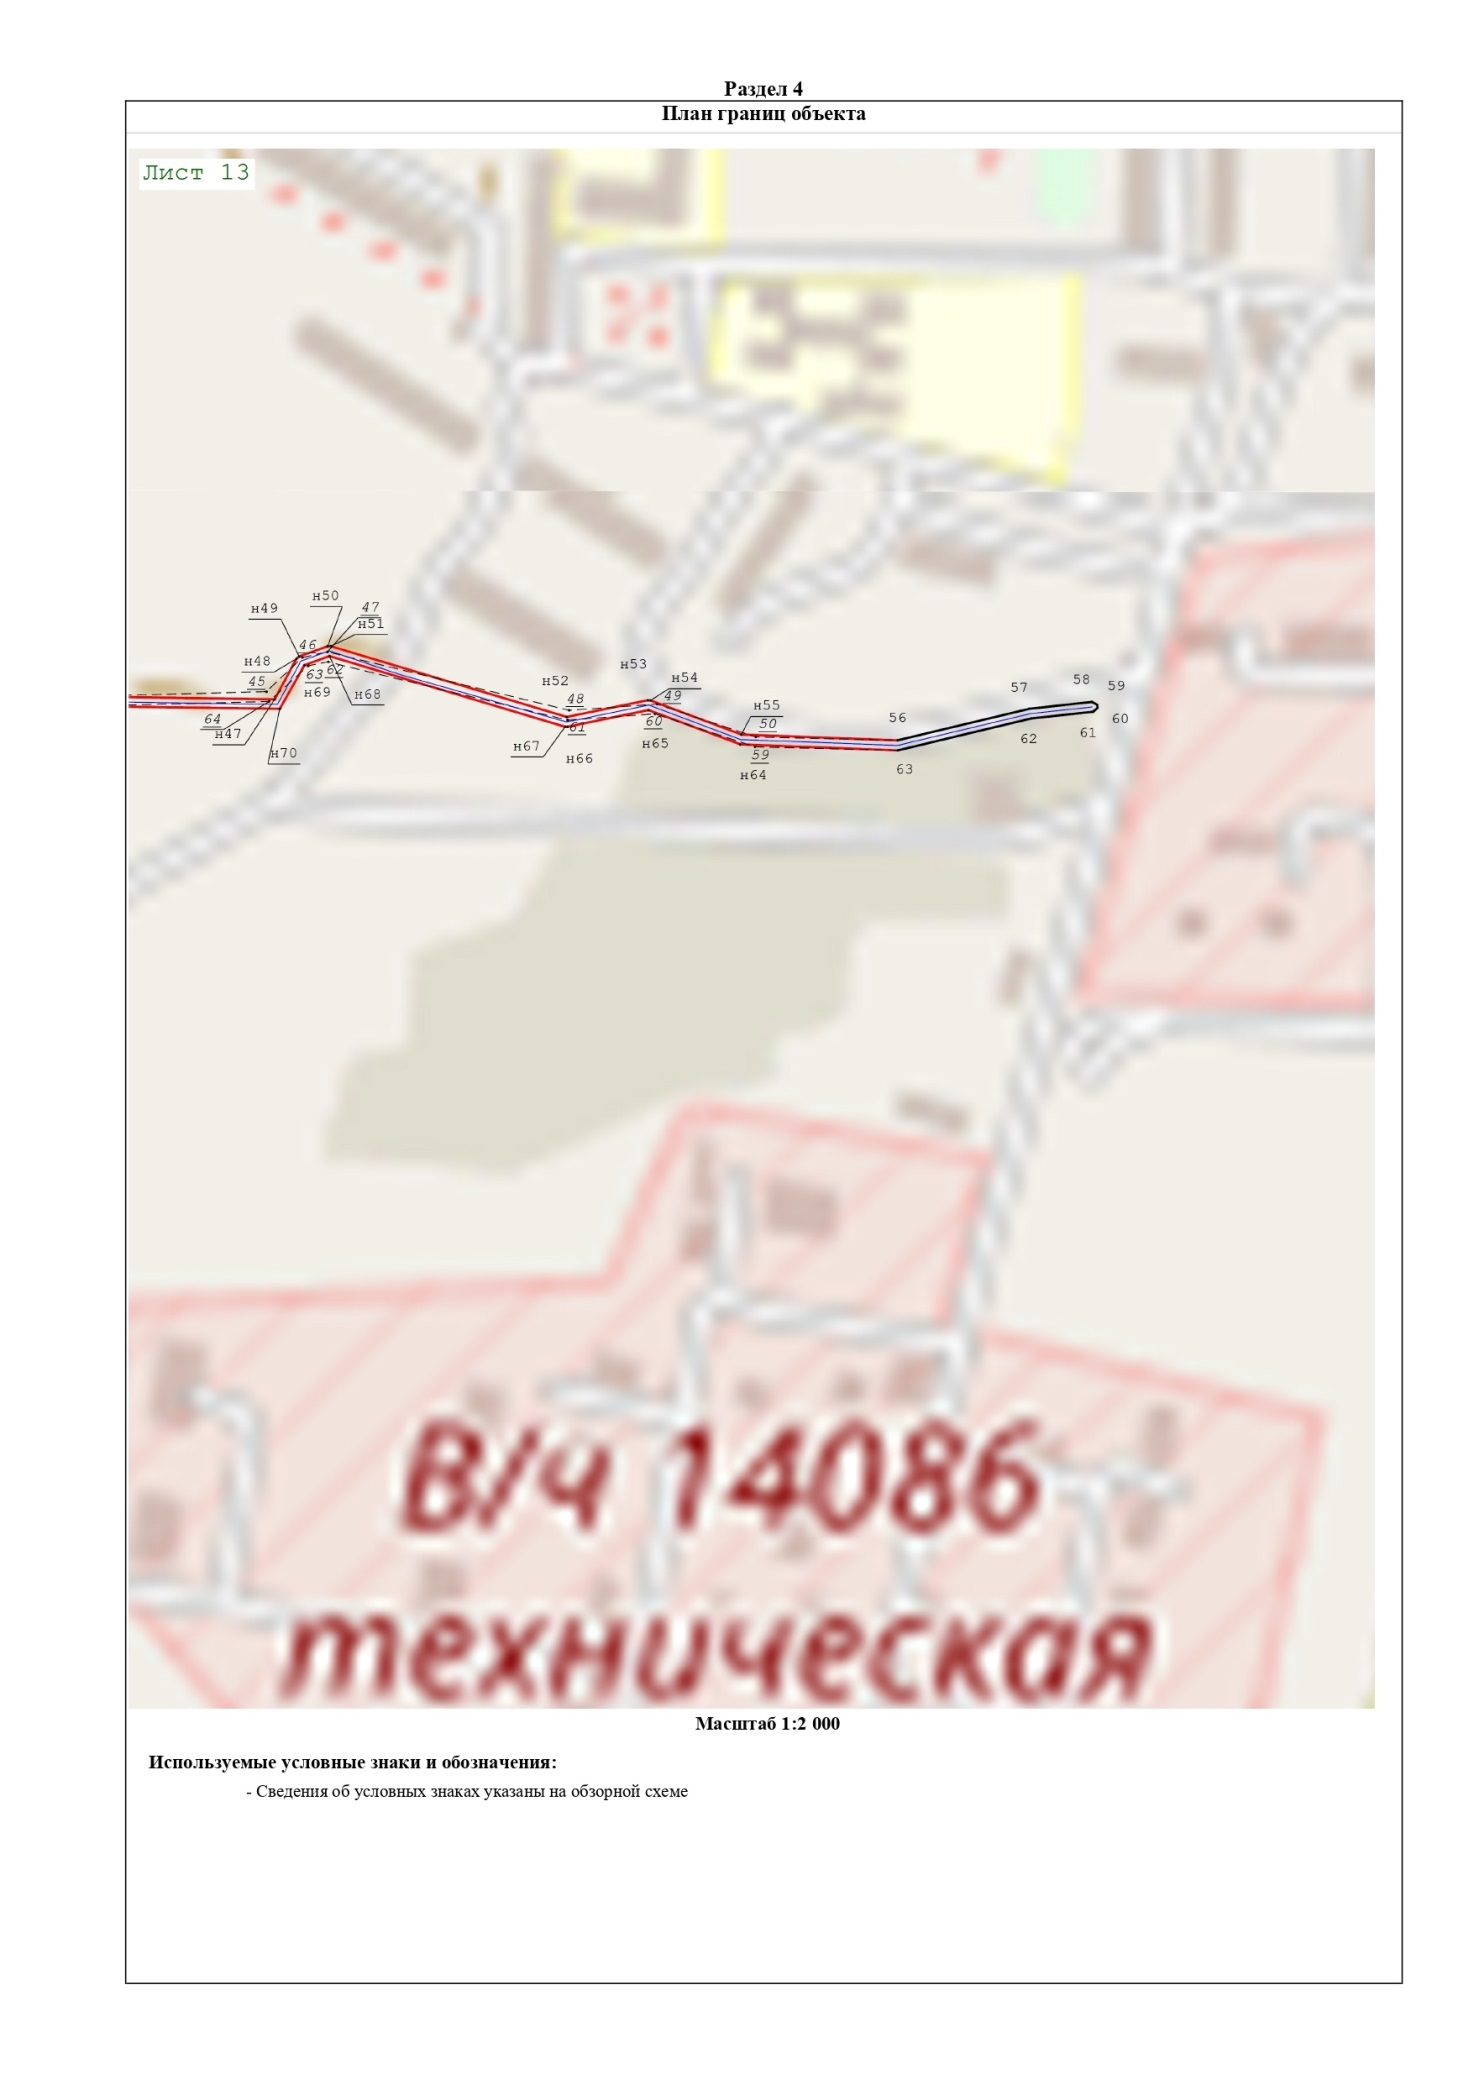 Раздел 4
План границ объекта
Лист 13
н50
н49
47
н51
46
н48
63 62
45
н69
н68
н53
н54
н52
48
49
57
58
59
н55
64
60
50
56
60
н47
61
61
62
н65
н67
н70
59
н66
63
н64
В/ч 14086
техническая
Масштаб 1:2 000
Используемые условные знаки и обозначения:
- Сведения об условных знаках указаны на обзорной схеме